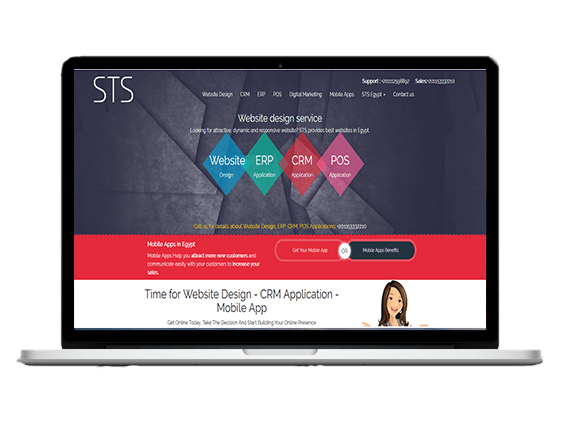 Support : +201117598897 Sales:+201153332210
STS
Website Design CRM ERP POS Digital Marketing Mobile Apps STS Egypt Contact us
Website design service
Looking for attractive, dynamic and responsive website? STS provides best websites in Egypt.
Website ERP CRM POS
Design Application Application Application
Call us for details about Website Design, ERP, CRM, POS Applications: +201153332210
Mobile Apps in Egypt
Get Your Mobile App OR Mobile Apps Benefits
Mobile Apps Help you attract more new customers and
communicate easily with your customers to increase your
sales.
Time for Website Design - CRM Application -
Mobile App
Get Online Today, Take The Decision And Start Building Your Online Presence